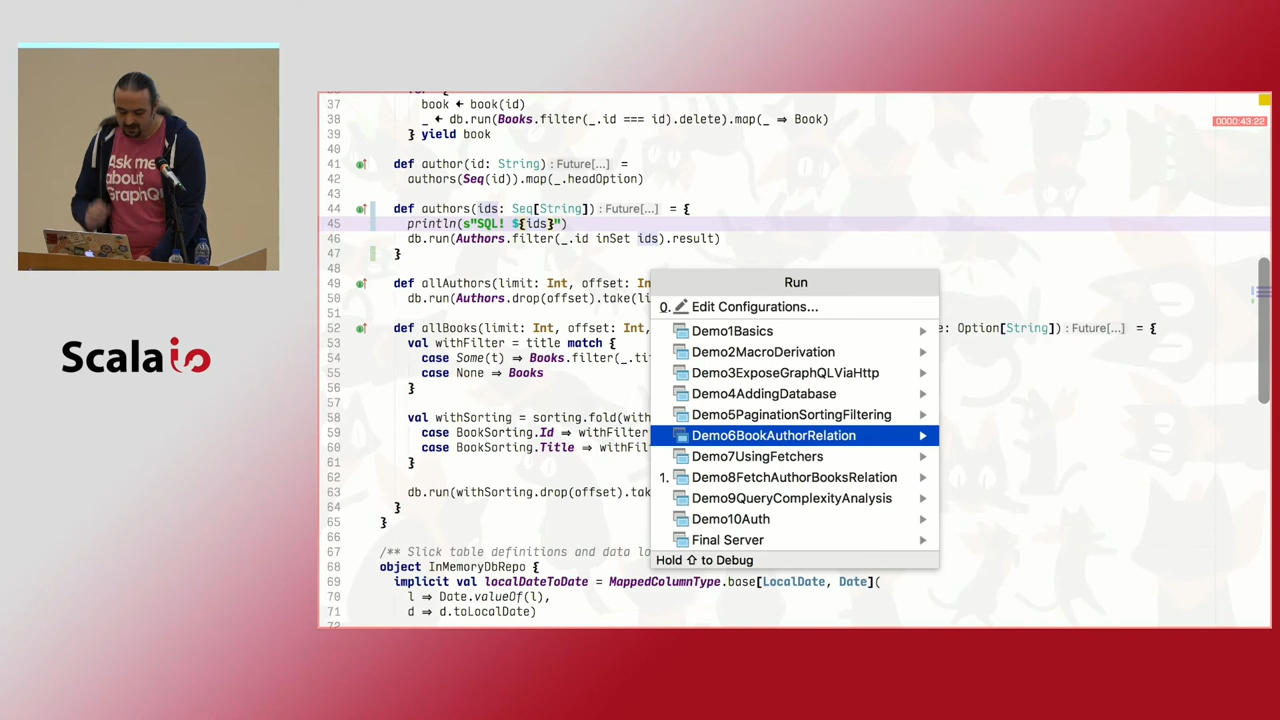 Ask me
about
GraphQL
Scala
io
36
37 book ← book(id)
38 _ ← db.run(Books.filter(_.id === id).delete).map(_ ⇒ Book)
39 } yield book
40
41 def author(id: String) : Future[…] =
42 authors(Seq(id)).map(_.headOption)
43
44 def authors(ids: Seq[String]) : Future[…] = {
45 println(s"SQL! ${ids}")
46 db.run(Authors.filter(_.id inSet ids).result)
47 }
48
49 def allAuthors(limit: Int, offset: In
50 db.run(Authors.drop(offset).take(li
52 def allBooks(limit: Int, offset: Int, e: Option[String]) : Future[…] = {
53 val withFilter = title match {
54 case Some(t) ⇒ Books.filter(_.ti
55 case None ⇒ Books
56 }
57
58 val withSorting = sorting.fold(with
59 case BookSorting.Id ⇒ withFilter
60 case BookSorting.Title ⇒ withFil
61 }
62
63 db.run(withSorting.drop(offset).tak
64 }
65 }
66
67 /** Slick table definitions and data lo
68 object InMemoryDbRepo {
69 implicit val localDateToDate = MappedColumnType.base[LocalDate, Date](
70 l ⇒ Date.valueOf(l),
71 d ⇒ d.toLocalDate)
72
0000:43:22
Run
0. Edit Configurations...
Demo1Basics
Demo2MacroDerivation
Demo3ExposeGraphQLViaHttp
Demo4AddingDatabase
Demo5PaginationSortingFiltering
Demo6BookAuthorRelation
Demo7UsingFetchers
1. Demo8FetchAuthorBooksRelation
Demo9QueryComplexityAnalysis
Demo10Auth
Final Server
Hold ⇧ to Debug